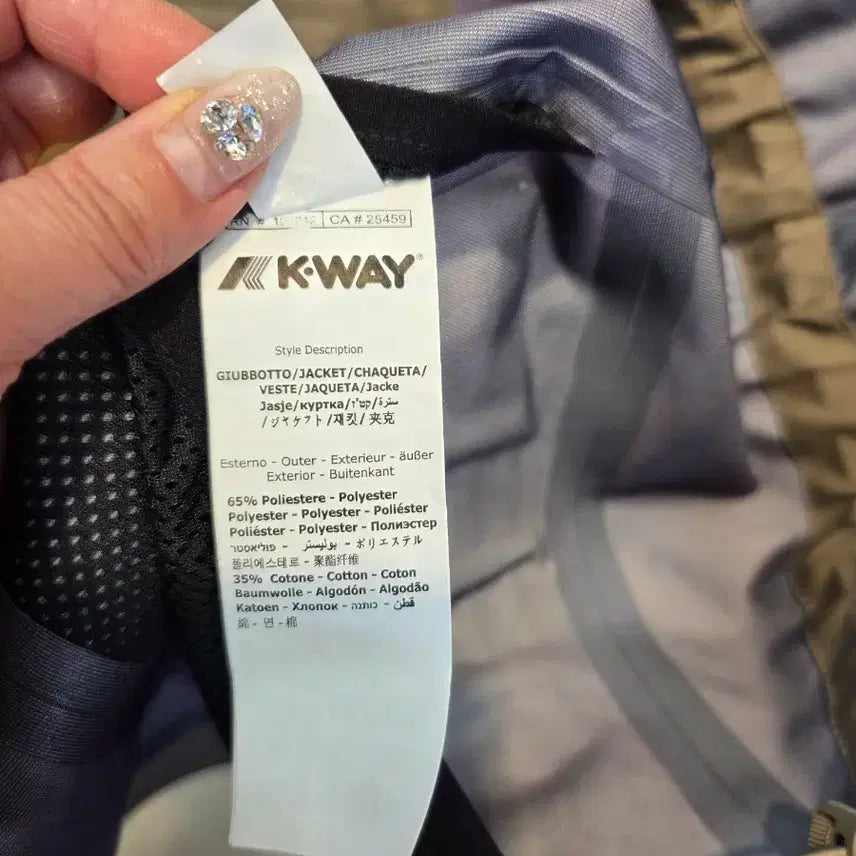 CA # 25459
K-WAY®
Style Description
GIUBBOTTO/JACKET/CHAQUETA/
VESTE/JAQUETA/Jacke
Jasje/куртка/ז'קט/سترة/
/ジャケット/재킷/夹克
Esterno - Outer - Exterieur - äußer
Exterior - Buitenkant
65% Poliestere - Polyester
Polyester - Polyester - Poliéster
Poliéster - Polyester - Полиэстер
פוליאסטר - بوليستر - ポリエステル
폴리에스테르 - 聚酯纤维
35% Cotone - Cotton - Coton
Baumwolle - Algodón - Algodão
Katoen - Хлопок - כותנה - قطن
綿 - 면 - 棉